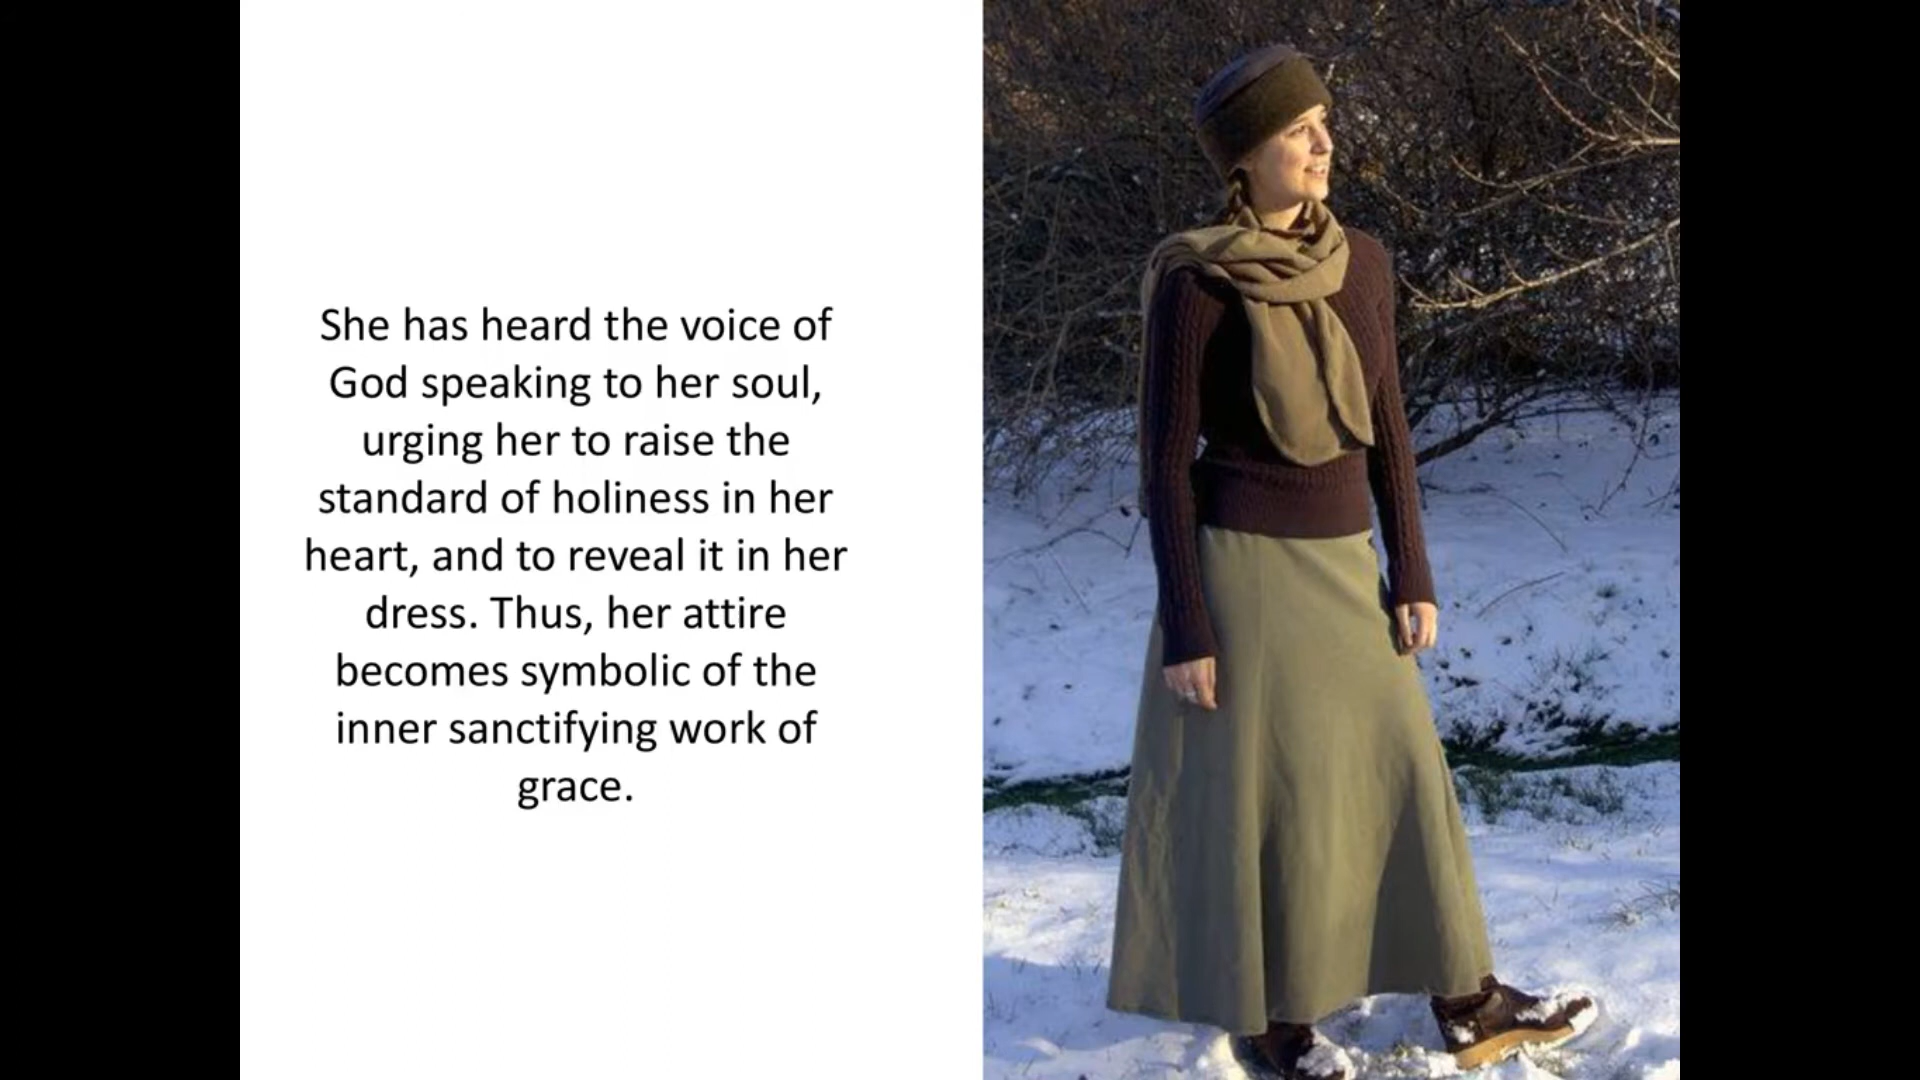 She has heard the voice of
God speaking to her soul,
urging her to raise the
standard of holiness in her
heart, and to reveal it in her
dress. Thus, her attire
becomes symbolic of the
inner sanctifying work of
grace.